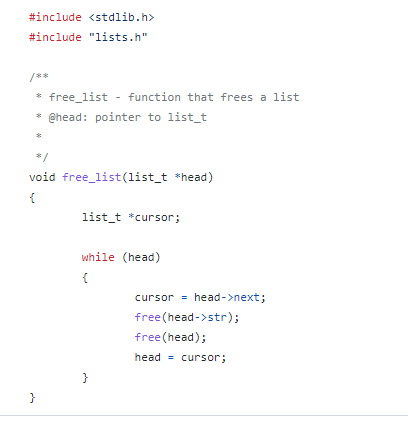 #include <stdlib.h>
#include "lists.h"

/**
 * free_list - function that frees a list
 * @head: pointer to list_t
 *
 */
void free_list(list_t *head)
{
        list_t *cursor;

        while (head)
        {
                cursor = head->next;
                free(head->str);
                free(head);
                head = cursor;
        }
}